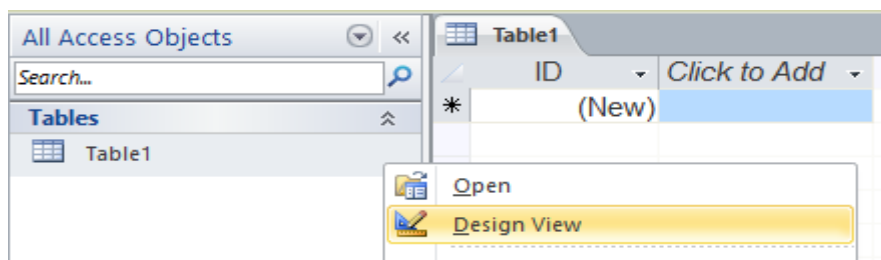 All Access Objects
Search...
Tables
Table1
Table1
ID Click to Add
(New)
Open
Design View